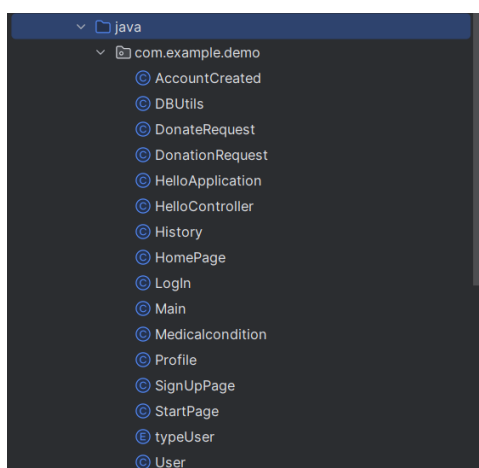 java
com.example.demo
AccountCreated
DBUtils
DonateRequest
DonationRequest
HelloApplication
HelloController
History
HomePage
LogIn
Main
Medicalcondition
Profile
SignUpPage
StartPage
typeUser
User